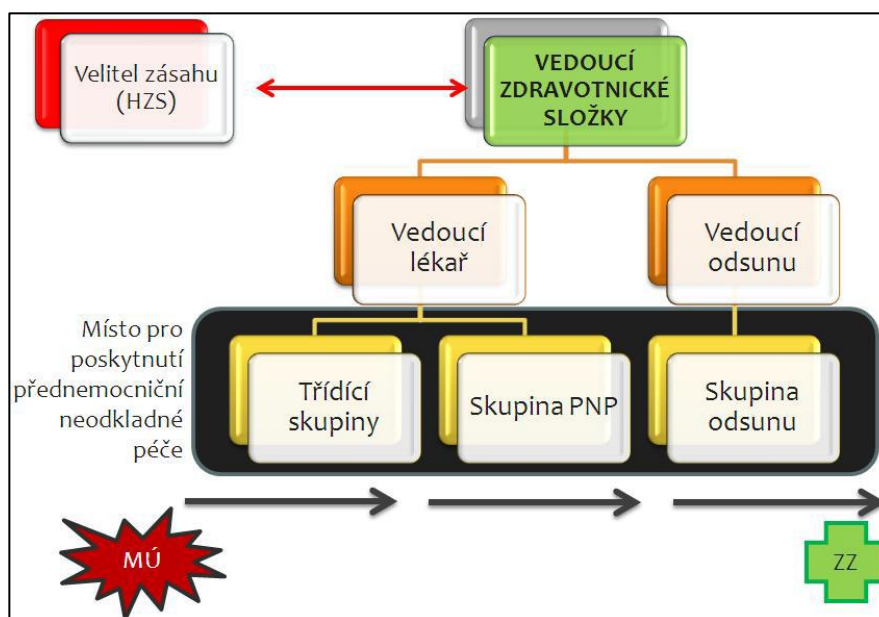 Velitel zásahu
(HZS)
VEDOUCÍ
ZDRAVOTNICKÉ
SLOŽKY
Vedoucí
lékař
Vedoucí
odsunu
Místo pro
poskytnutí
přednemocniční
neodkladné
péče
Třídící
skupiny
Skupina PNP
Skupina
odsunu
MÚ
ZZ